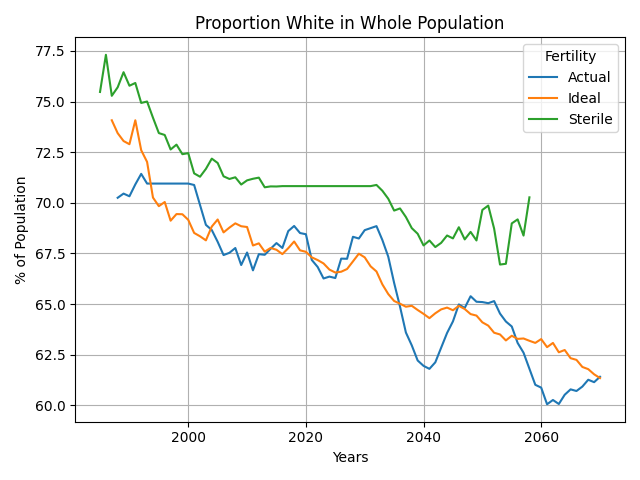 Proportion White in Whole Population
Fertility
Actual
Ideal
Sterile
% of Population
77.5
75.0
72.5
70.0
67.5
65.0
62.5
60.0
2000
2020
2040
2060
Years